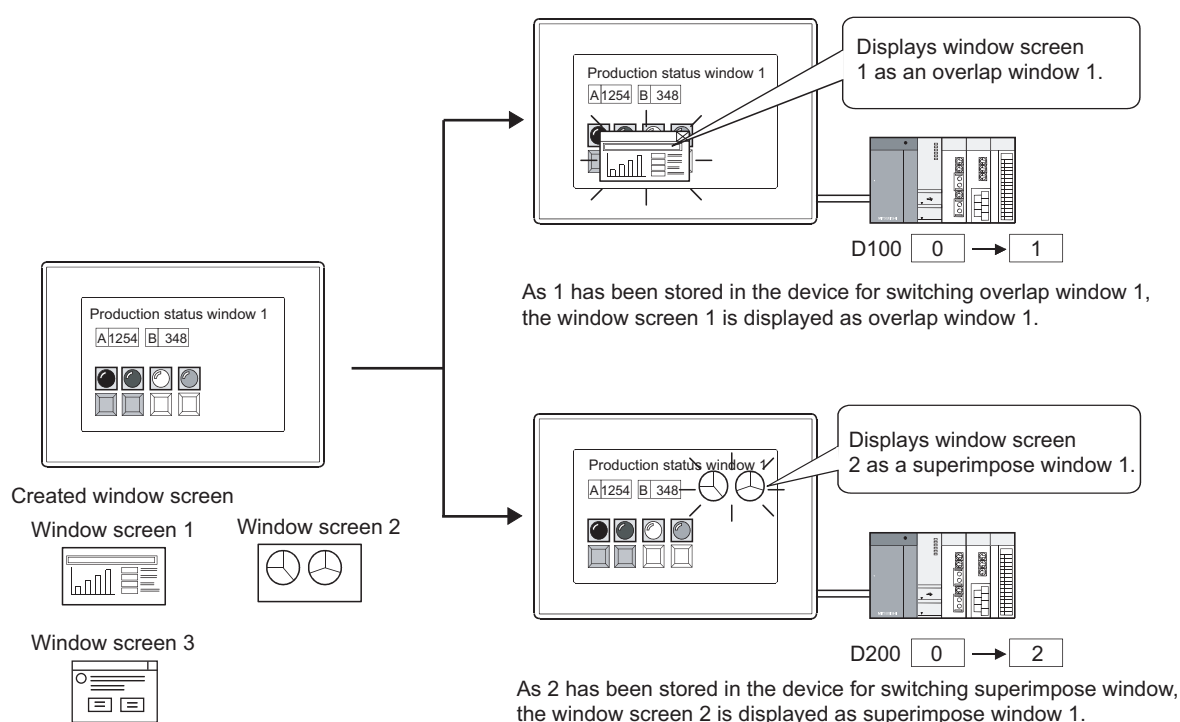 Production status window 1
A 1254 B 348
Displays window screen
1 as an overlap window 1.
D100 0 1
As 1 has been stored in the device for switching overlap window 1,
the window screen 1 is displayed as overlap window 1.
Production status window 1
A 1254 B 348
Created window screen
Window screen 1
Window screen 2
Window screen 3
Production status window 1
A 1254 B 348
Displays window screen
2 as a superimpose window 1.
D200 0 2
As 2 has been stored in the device for switching superimpose window,
the window screen 2 is displayed as superimpose window 1.